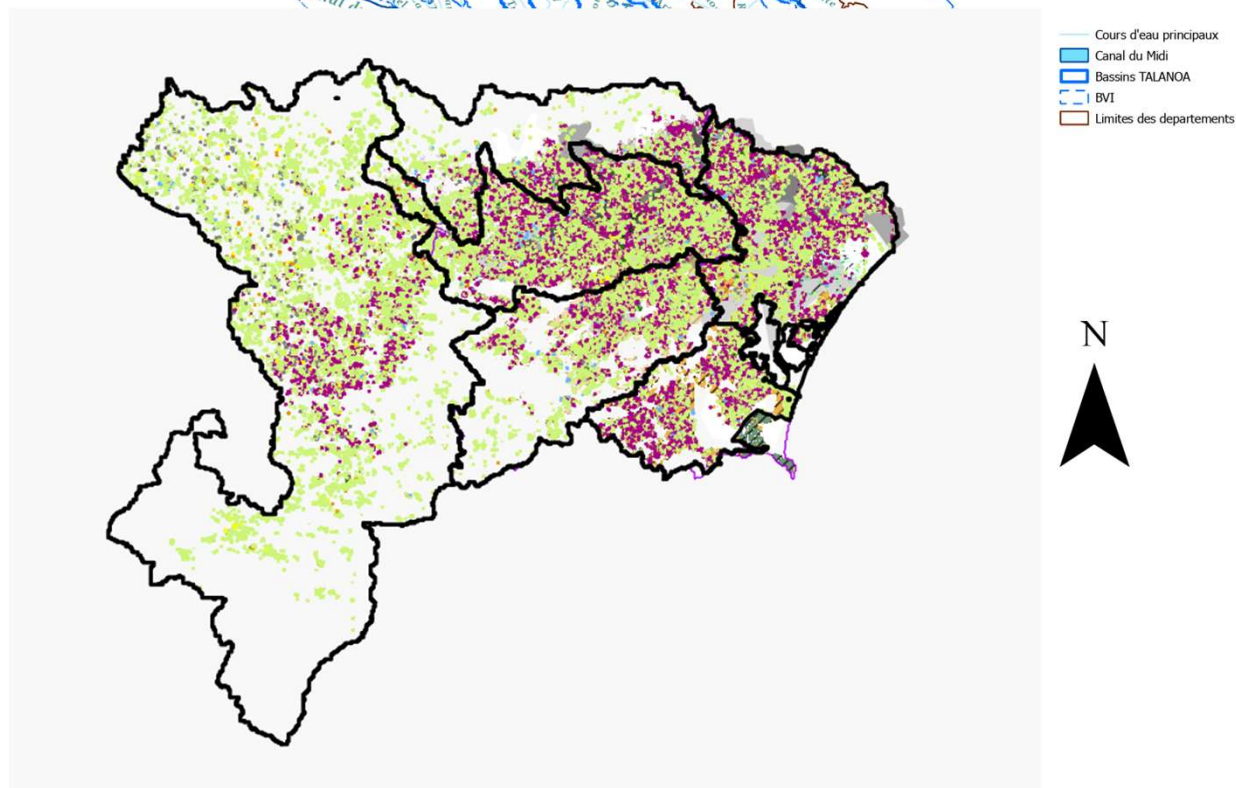 Cours d'eau principaux
Canal du Midi
Bassins TALANOA
BVI
Limites des departements
N